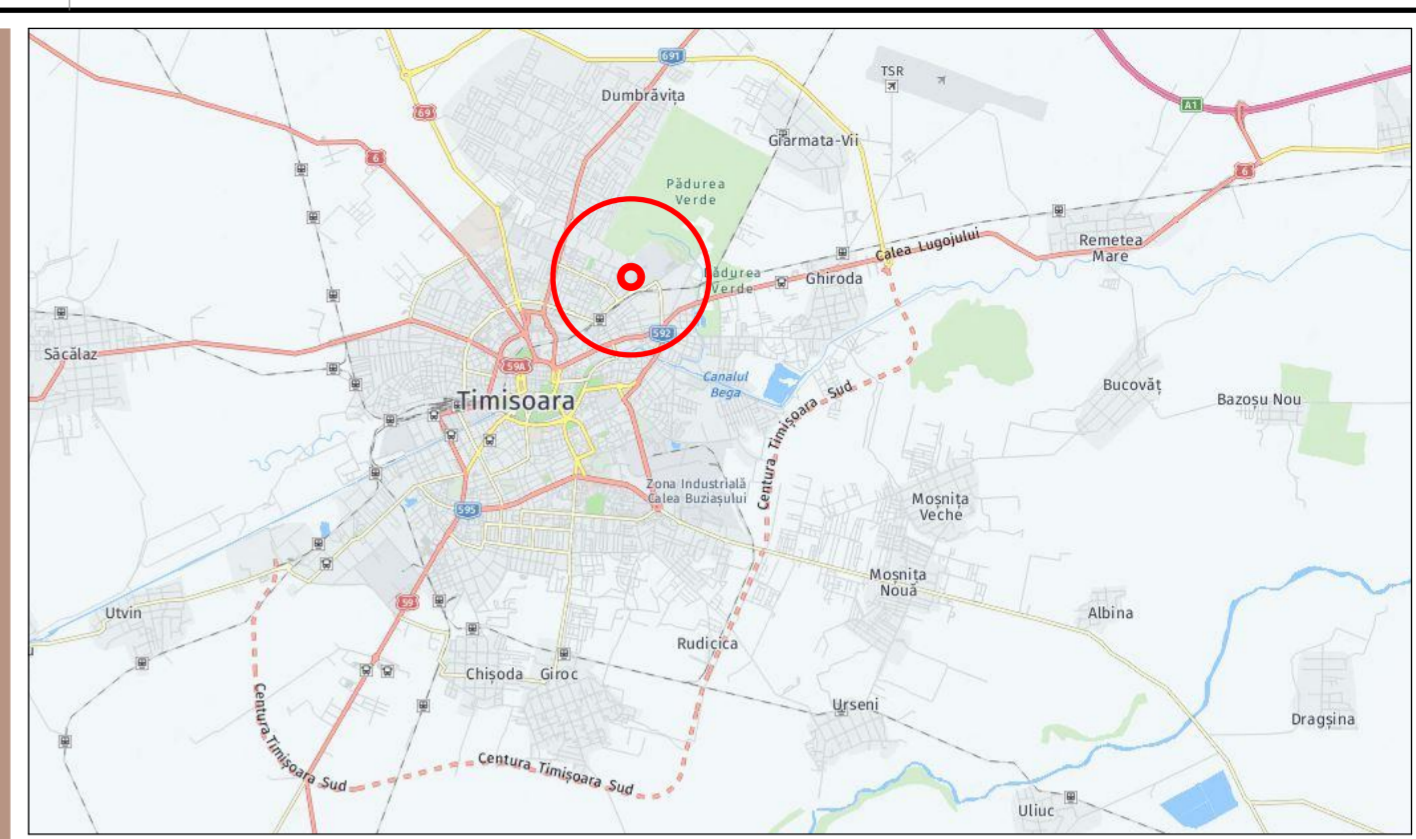 691
TSR
Dumbrăvița
A1
69
Giarmata-Vii
6
6
Pădurea
Verde
Calea Lugojului
Remetea
Mare
Pădurea
Verde
Ghiroda
592
Săcălaz
59A
Canalul
Bega
Bucovăț
Timisoara
Bazoșu Nou
Centura Timișoara Sud
Zona Industrială
Calea Buziașului
Moșnița
Veche
595
Moșnița
Nouă
59
Utvin
Albina
Rudicica
Chișoda
Giroc
Urseni
Centura Timișoara Sud
Dragșina
Centura Timișoara Sud
Uliuc